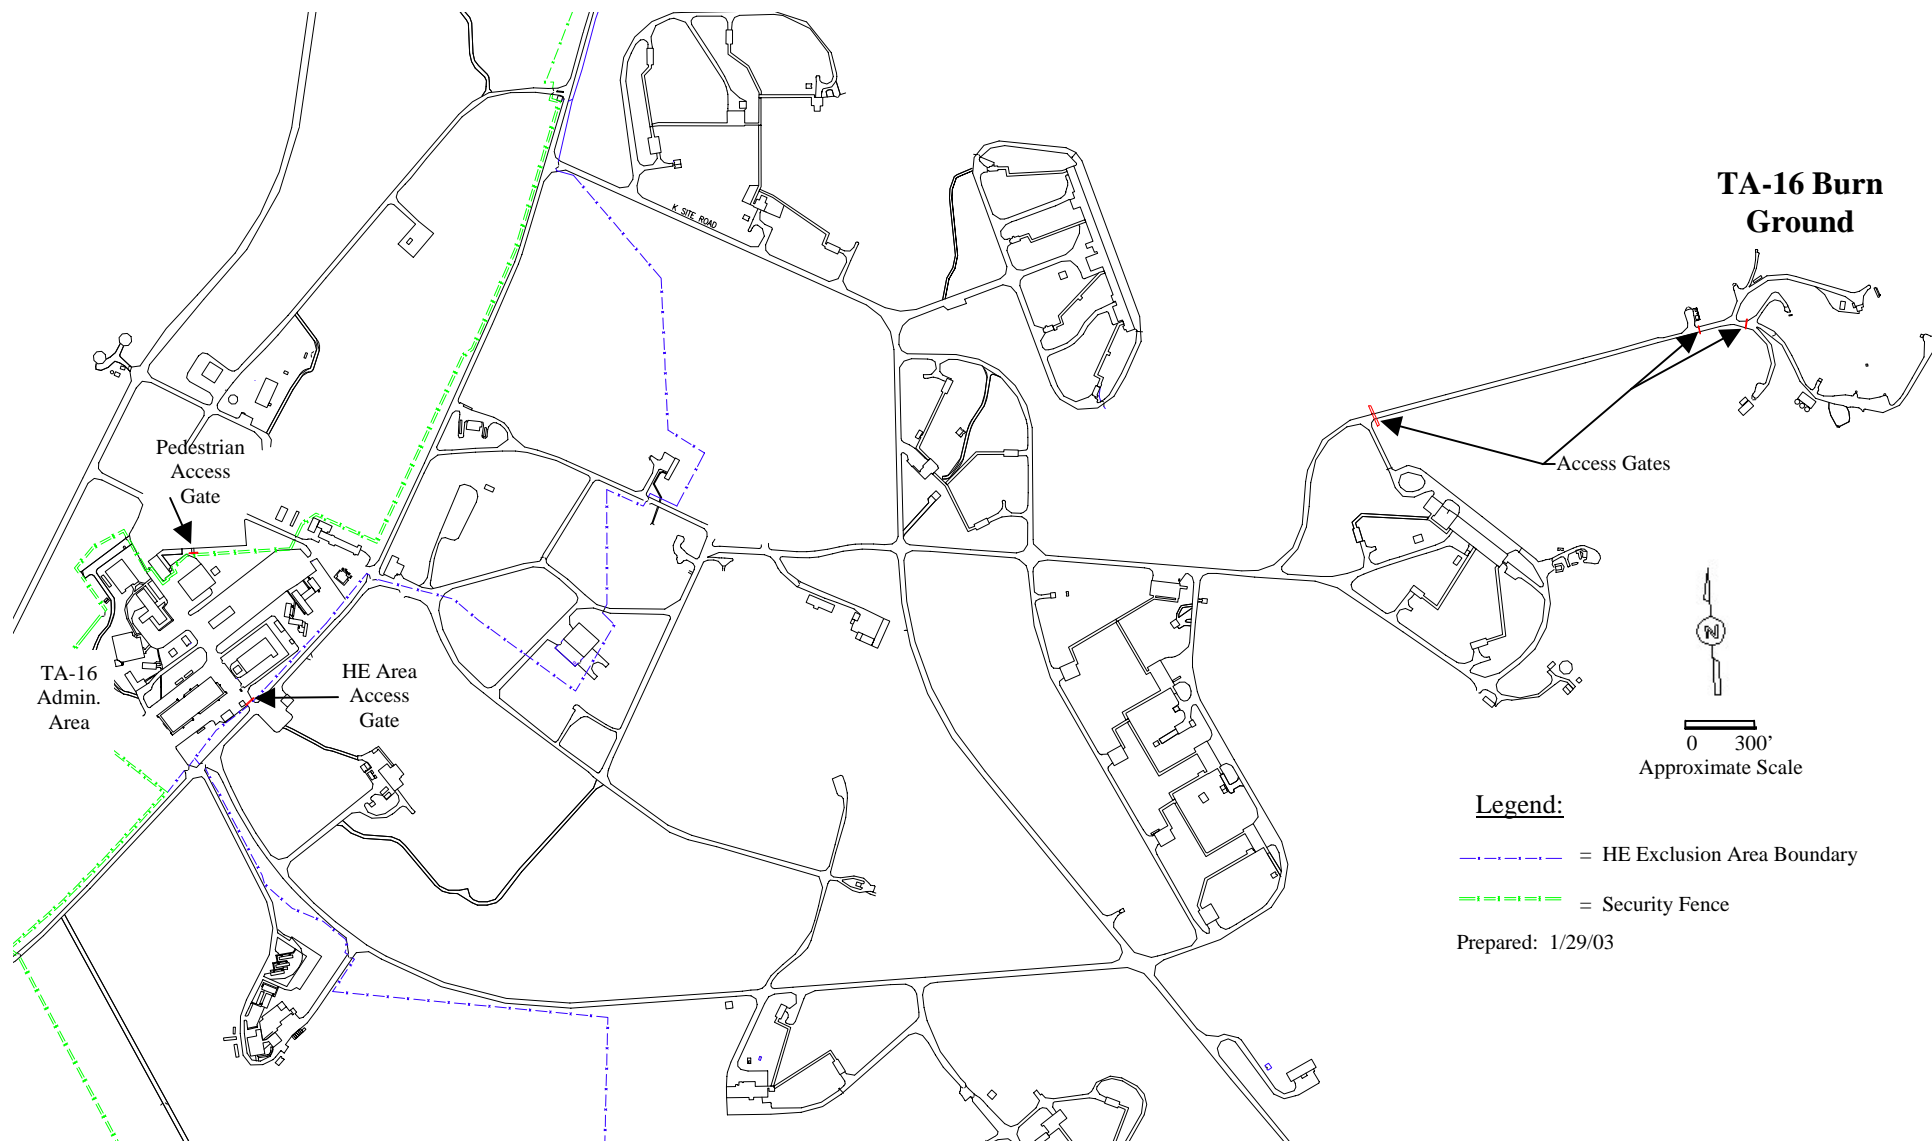 TA-16 Burn
Ground
K SITE ROAD
Pedestrian
Access
Gate
Access Gates
TA-16
Admin.
Area
HE Area
Access
Gate
N
0 300’
Approximate Scale
Legend:
= HE Exclusion Area Boundary
= Security Fence
Prepared: 1/29/03